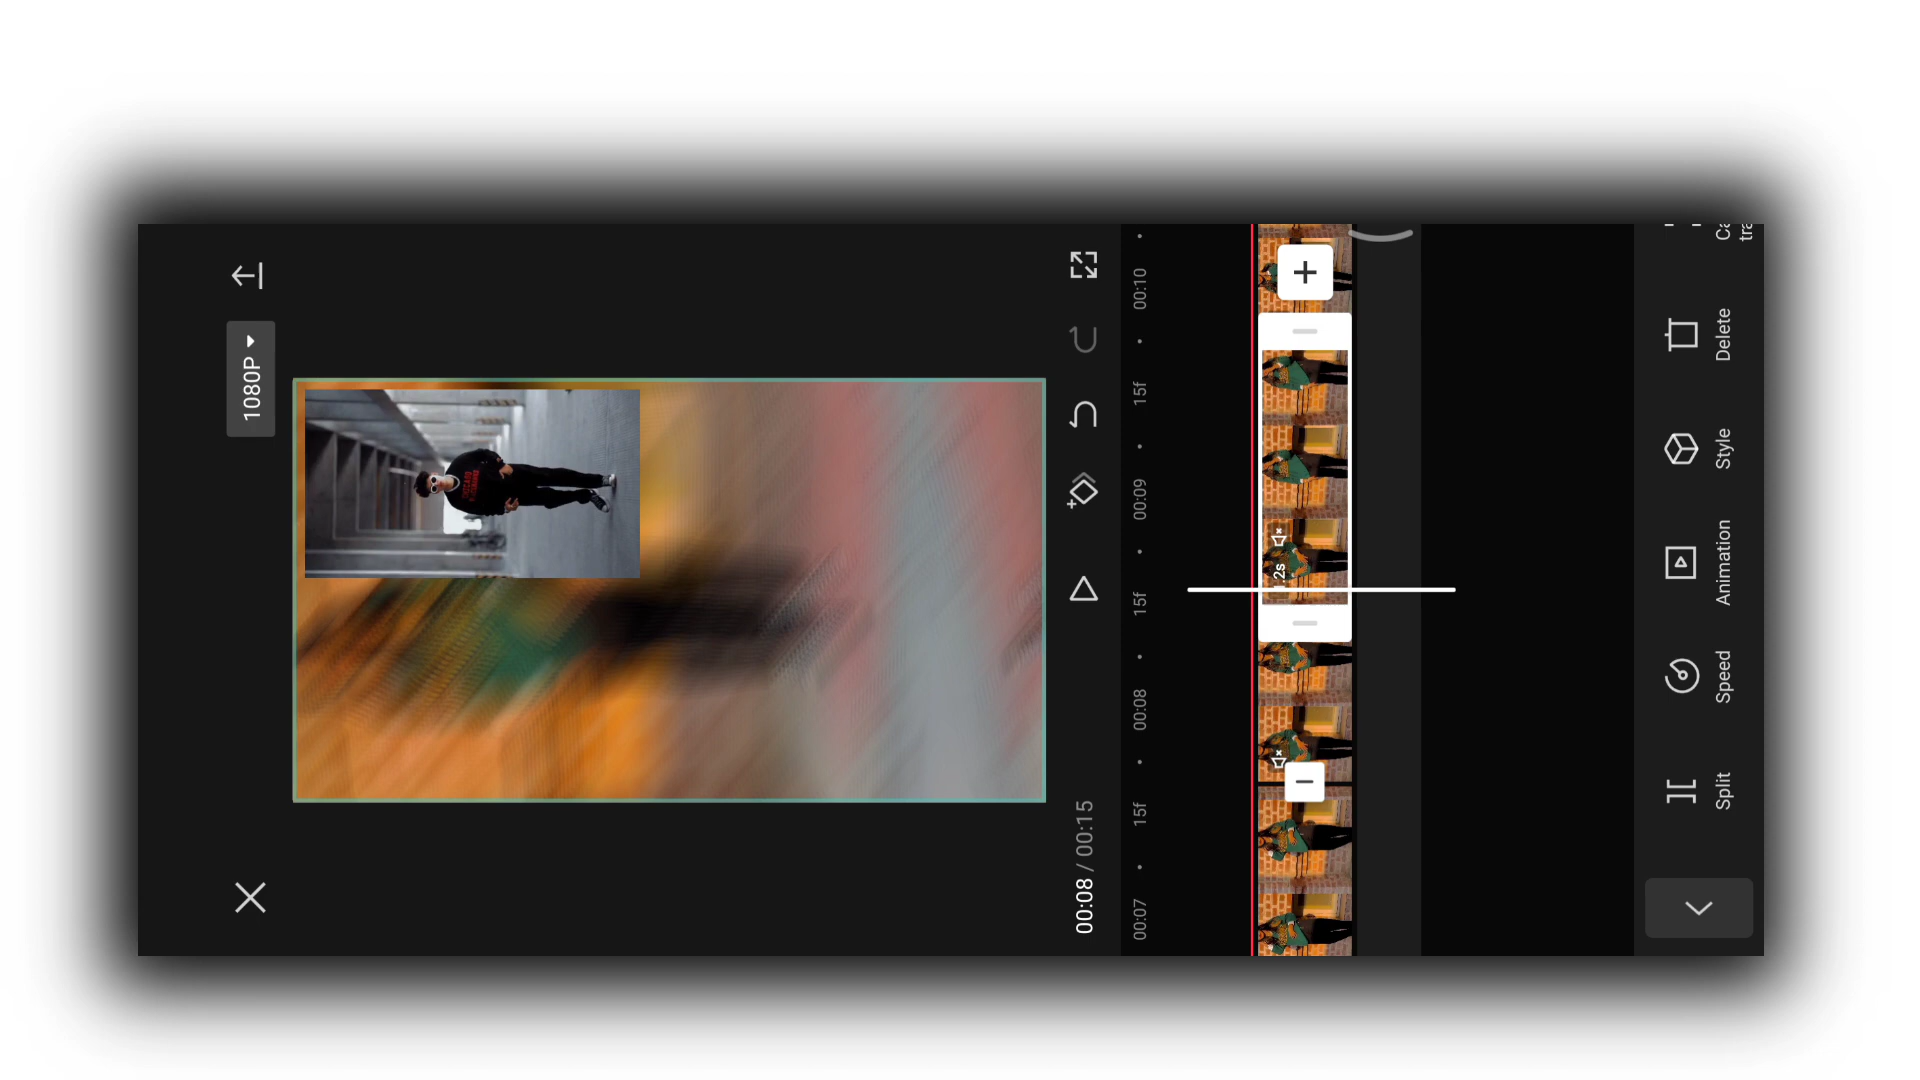 1080P
00:08 / 00:15
00:07
15f
00:08
15f
00:09
15f
00:10
.2s
Split
Speed
Animation
Style
Delete